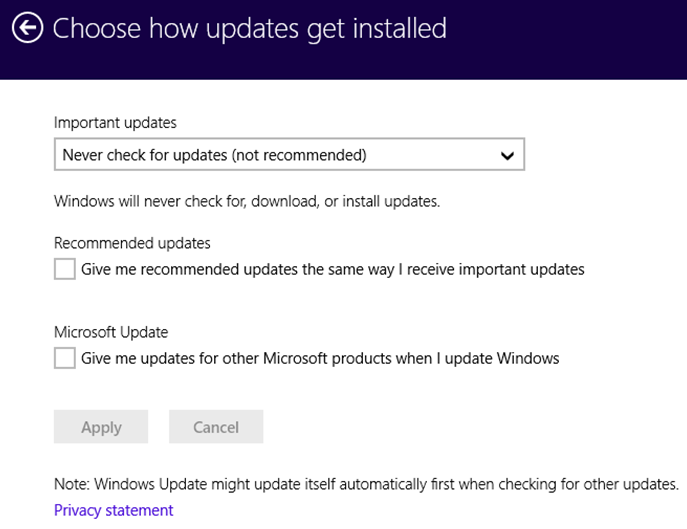 Choose how updates get installed
Important updates
Never check for updates (not recommended)
Windows will never check for, download, or install updates.
Recommended updates
Give me recommended updates the same way I receive important updates
Microsoft Update
Give me updates for other Microsoft products when I update Windows
Apply Cancel
Note: Windows Update might update itself automatically first when checking for other updates.
Privacy statement